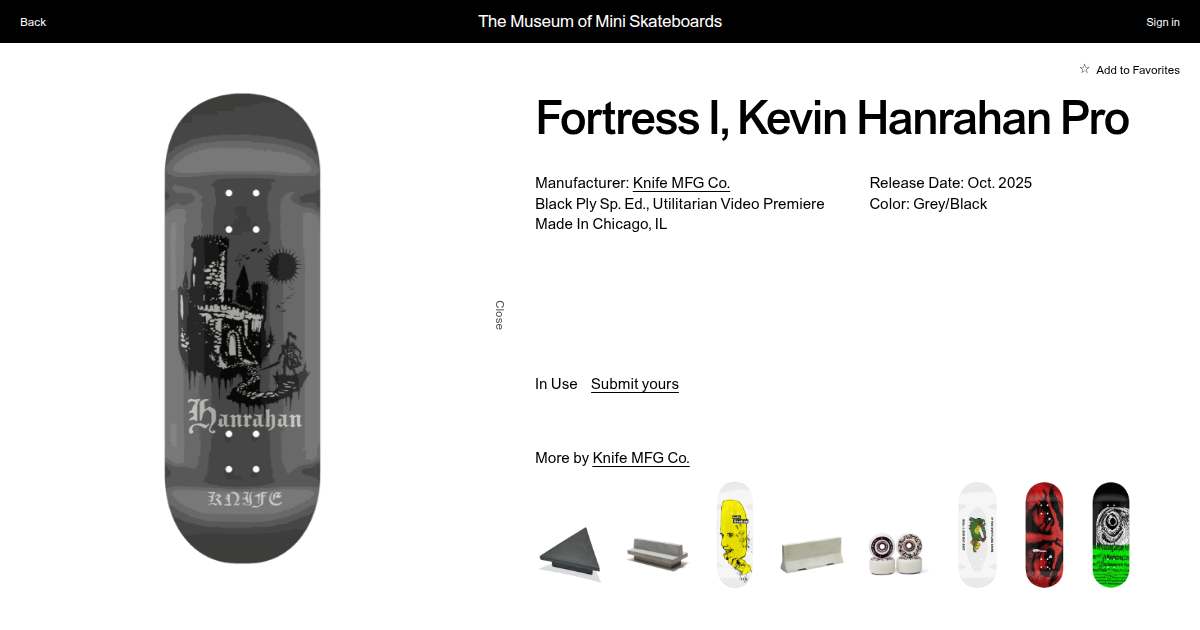 Back
The Museum of Mini Skateboards
Sign in
☆ Add to Favorites
Fortress I, Kevin Hanrahan Pro
Manufacturer: Knife MFG Co.
Black Ply Sp. Ed., Utilitarian Video Premiere
Made In Chicago, IL
Release Date: Oct. 2025
Color: Grey/Black
Hanrahan
KNIFE
Close
In Use Submit yours
More by Knife MFG Co.